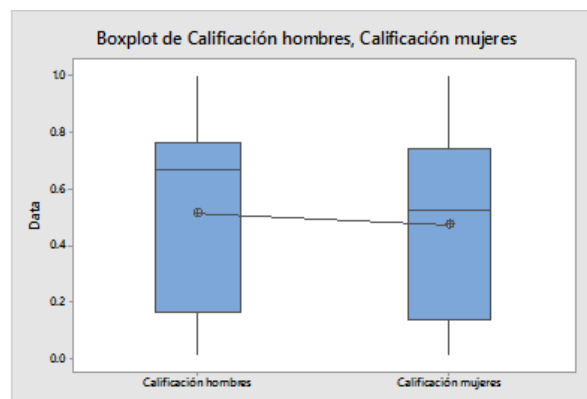 Boxplot de Calificación hombres, Calificación mujeres
1.0
0.8
0.6
0.4
0.2
0.0
Data
Calificación hombres
Calificación mujeres